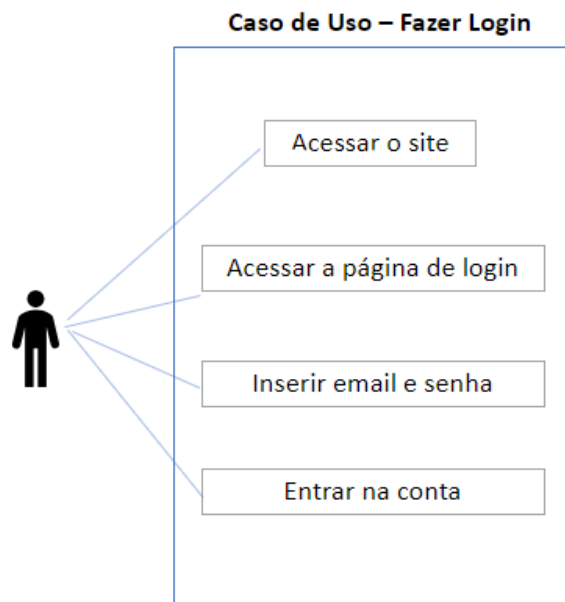 Caso de Uso – Fazer Login
Acessar o site
Acessar a página de login
Inserir email e senha
Entrar na conta